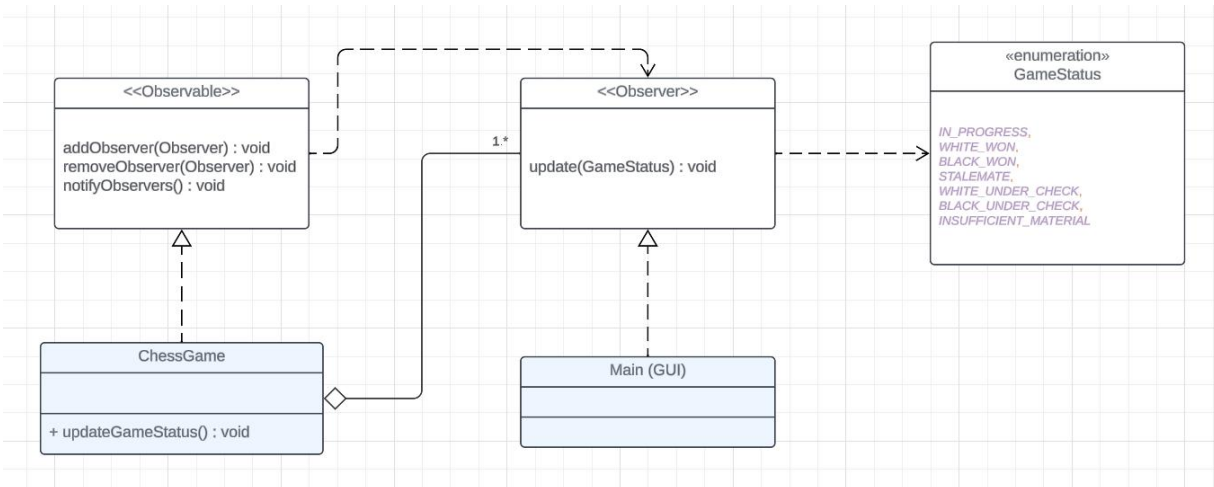 <<Observable>>
addObserver(Observer) : void
removeObserver(Observer) : void
notifyObservers() : void
1.*
<<Observer>>
update(GameStatus) : void
«enumeration»
GameStatus
IN_PROGRESS,
WHITE_WON,
BLACK_WON,
STALEMATE,
WHITE_UNDER_CHECK,
BLACK_UNDER_CHECK,
INSUFFICIENT_MATERIAL
ChessGame
+ updateGameStatus() : void
Main (GUI)